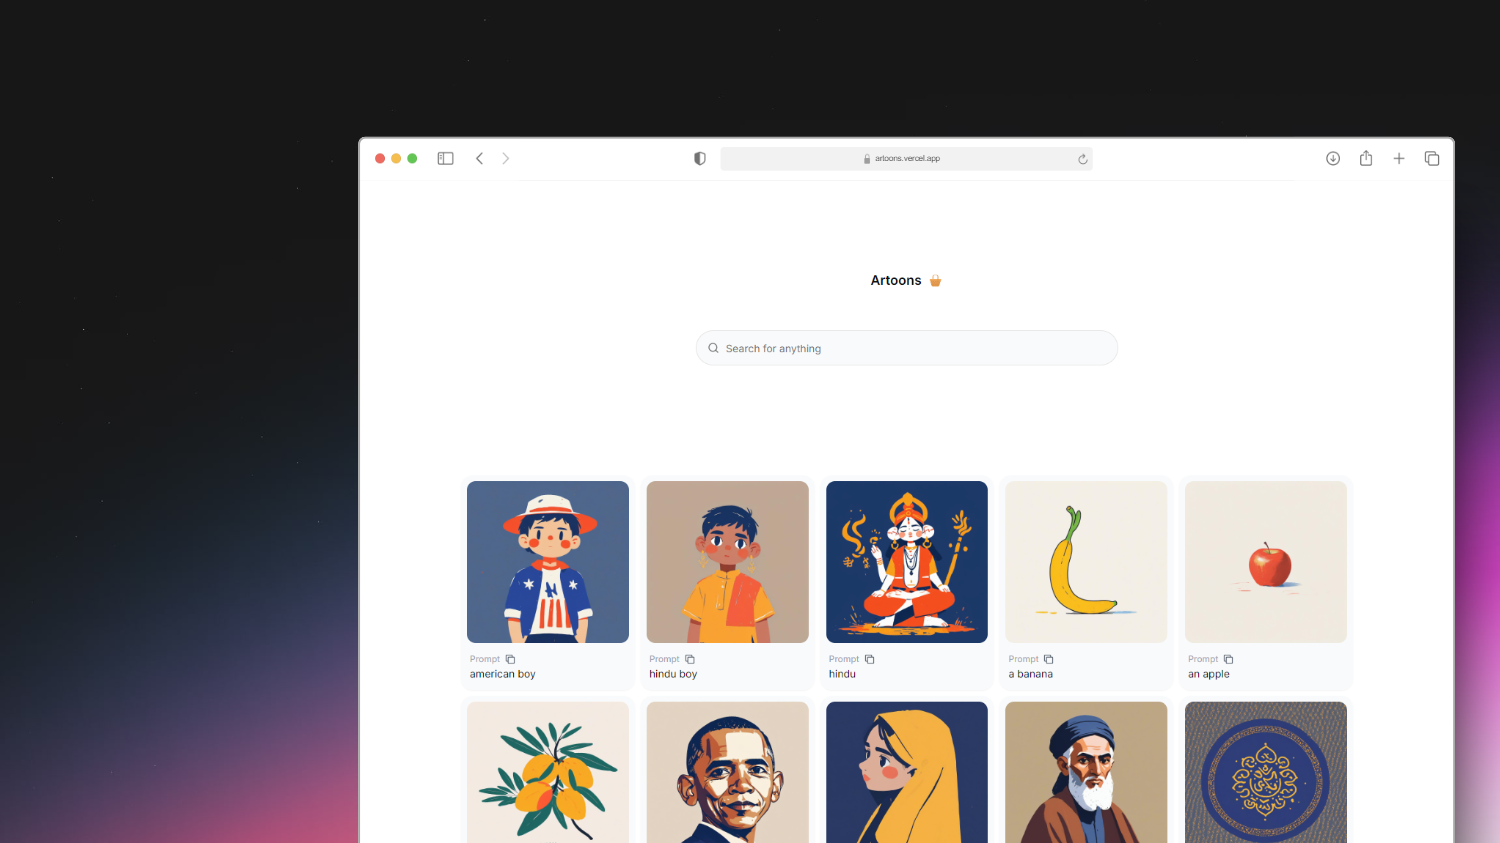 artoons.vercel.app
Artoons
Search for anything
Prompt
american boy
Prompt
hindu boy
Prompt
hindu
Prompt
a banana
Prompt
an apple